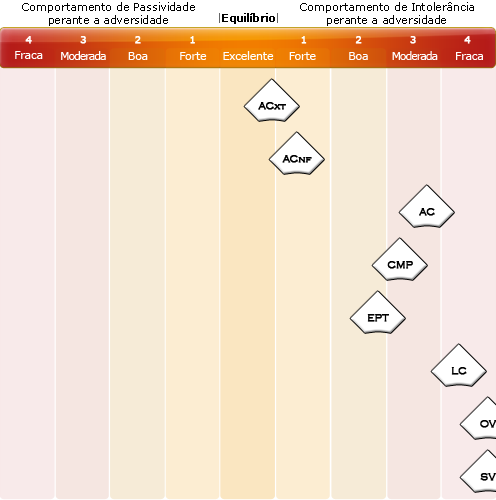 Comportamento de Passividade
perante a adversidade
|Equilíbrio|
Comportamento de Intolerância
perante a adversidade
4 3 2 1 1 2 3 4
Fraca Moderada Boa Forte Excelente Forte Boa Moderada Fraca
ACXT
ACNF
AC
CMP
EPT
LC
OV
SV